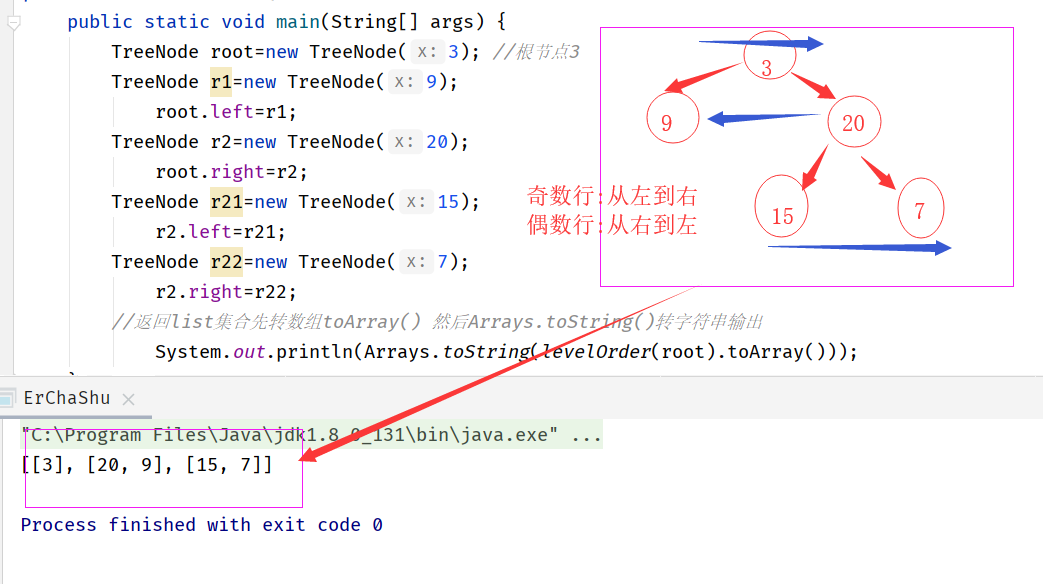 public static void main(String[] args) {
TreeNode root=new TreeNode( x: 3); //根节点3
TreeNode r1=new TreeNode( x: 9);
root.left=r1;
TreeNode r2=new TreeNode( x: 20);
root.right=r2;
TreeNode r21=new TreeNode( x: 15);
r2.left=r21;
TreeNode r22=new TreeNode( x: 7);
r2.right=r22;
//返回list集合先转数组toArray() 然后Arrays.toString()转字符串输出
System.out.println(Arrays.toString(levelOrder(root).toArray()));
3
9
20
15
7
奇数行:从左到右
偶数行:从右到左
ErChaShu
"C:\Program Files\Java\jdk1.8.0_131\bin\java.exe" ...
[[3], [20, 9], [15, 7]]
Process finished with exit code 0